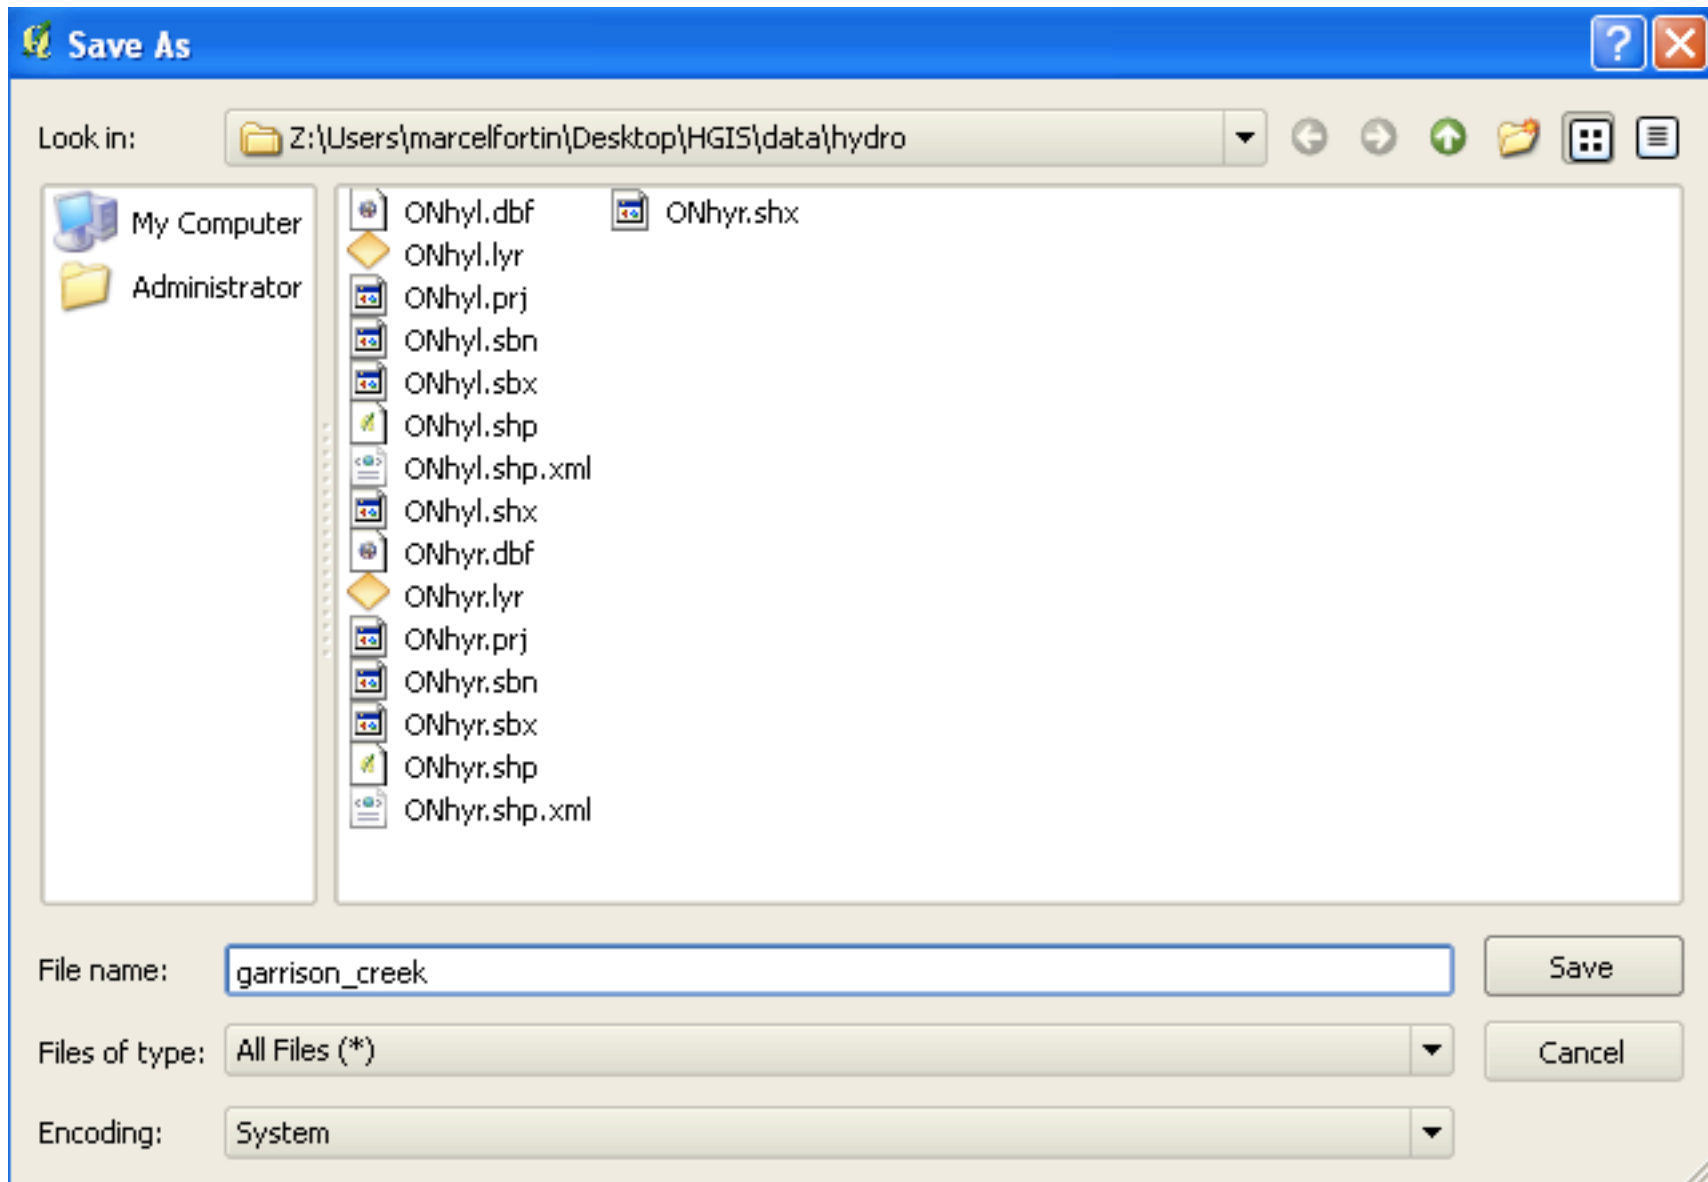 Save As
Look in: Z:\Users\marcelfortin\Desktop\HGIS\data\hydro
My Computer
Administrator
ONhyl.dbf
ONhyl.lyr
ONhyl.prj
ONhyl.sbn
ONhyl.sbx
ONhyl.shp
ONhyl.shp.xml
ONhyl.shx
ONhyr.dbf
ONhyr.lyr
ONhyr.prj
ONhyr.sbn
ONhyr.sbx
ONhyr.shp
ONhyr.shp.xml
ONhyr.shx
File name: garrison_creek
Save
Files of type: All Files (*)
Cancel
Encoding: System